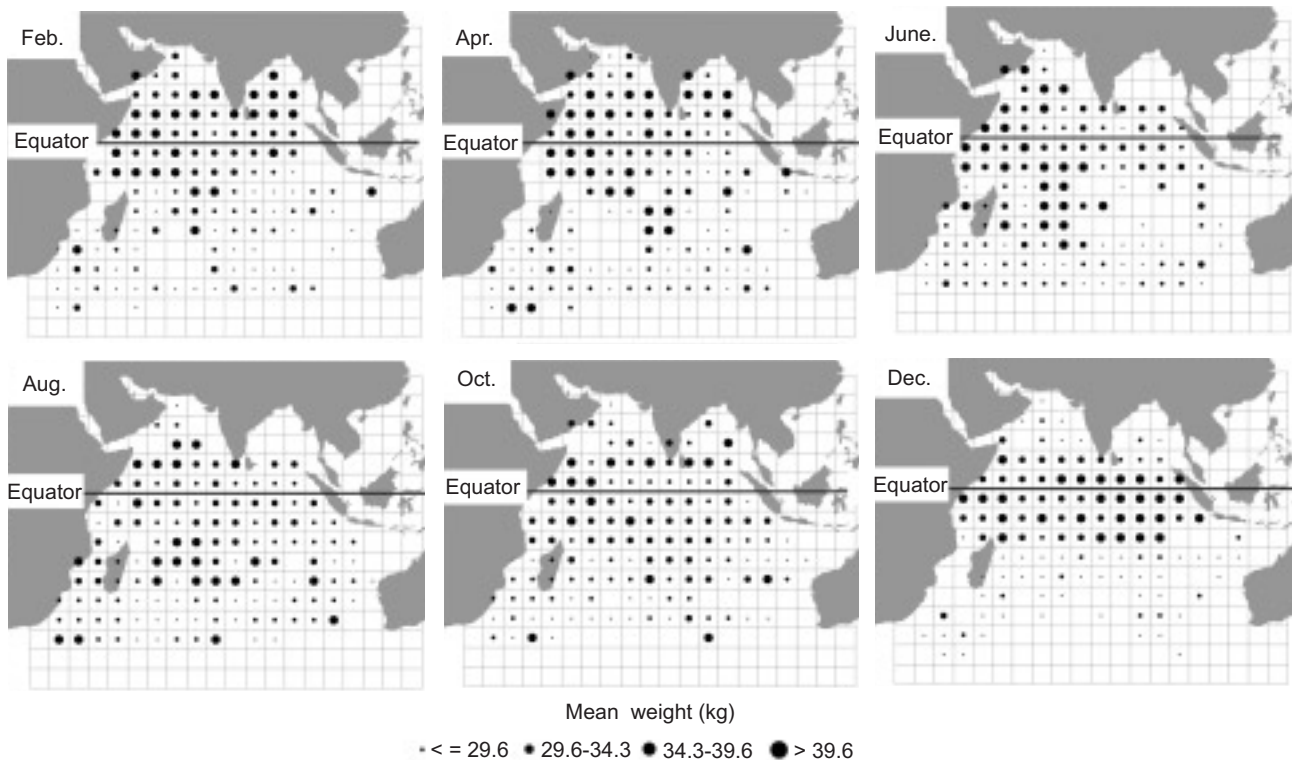 Feb.
Apr.
June.
Equator
Equator
Equator
Aug.
Oct.
Dec.
Equator
Equator
Equator
Mean weight (kg)
< = 29.6 29.6-34.3 34.3-39.6 > 39.6